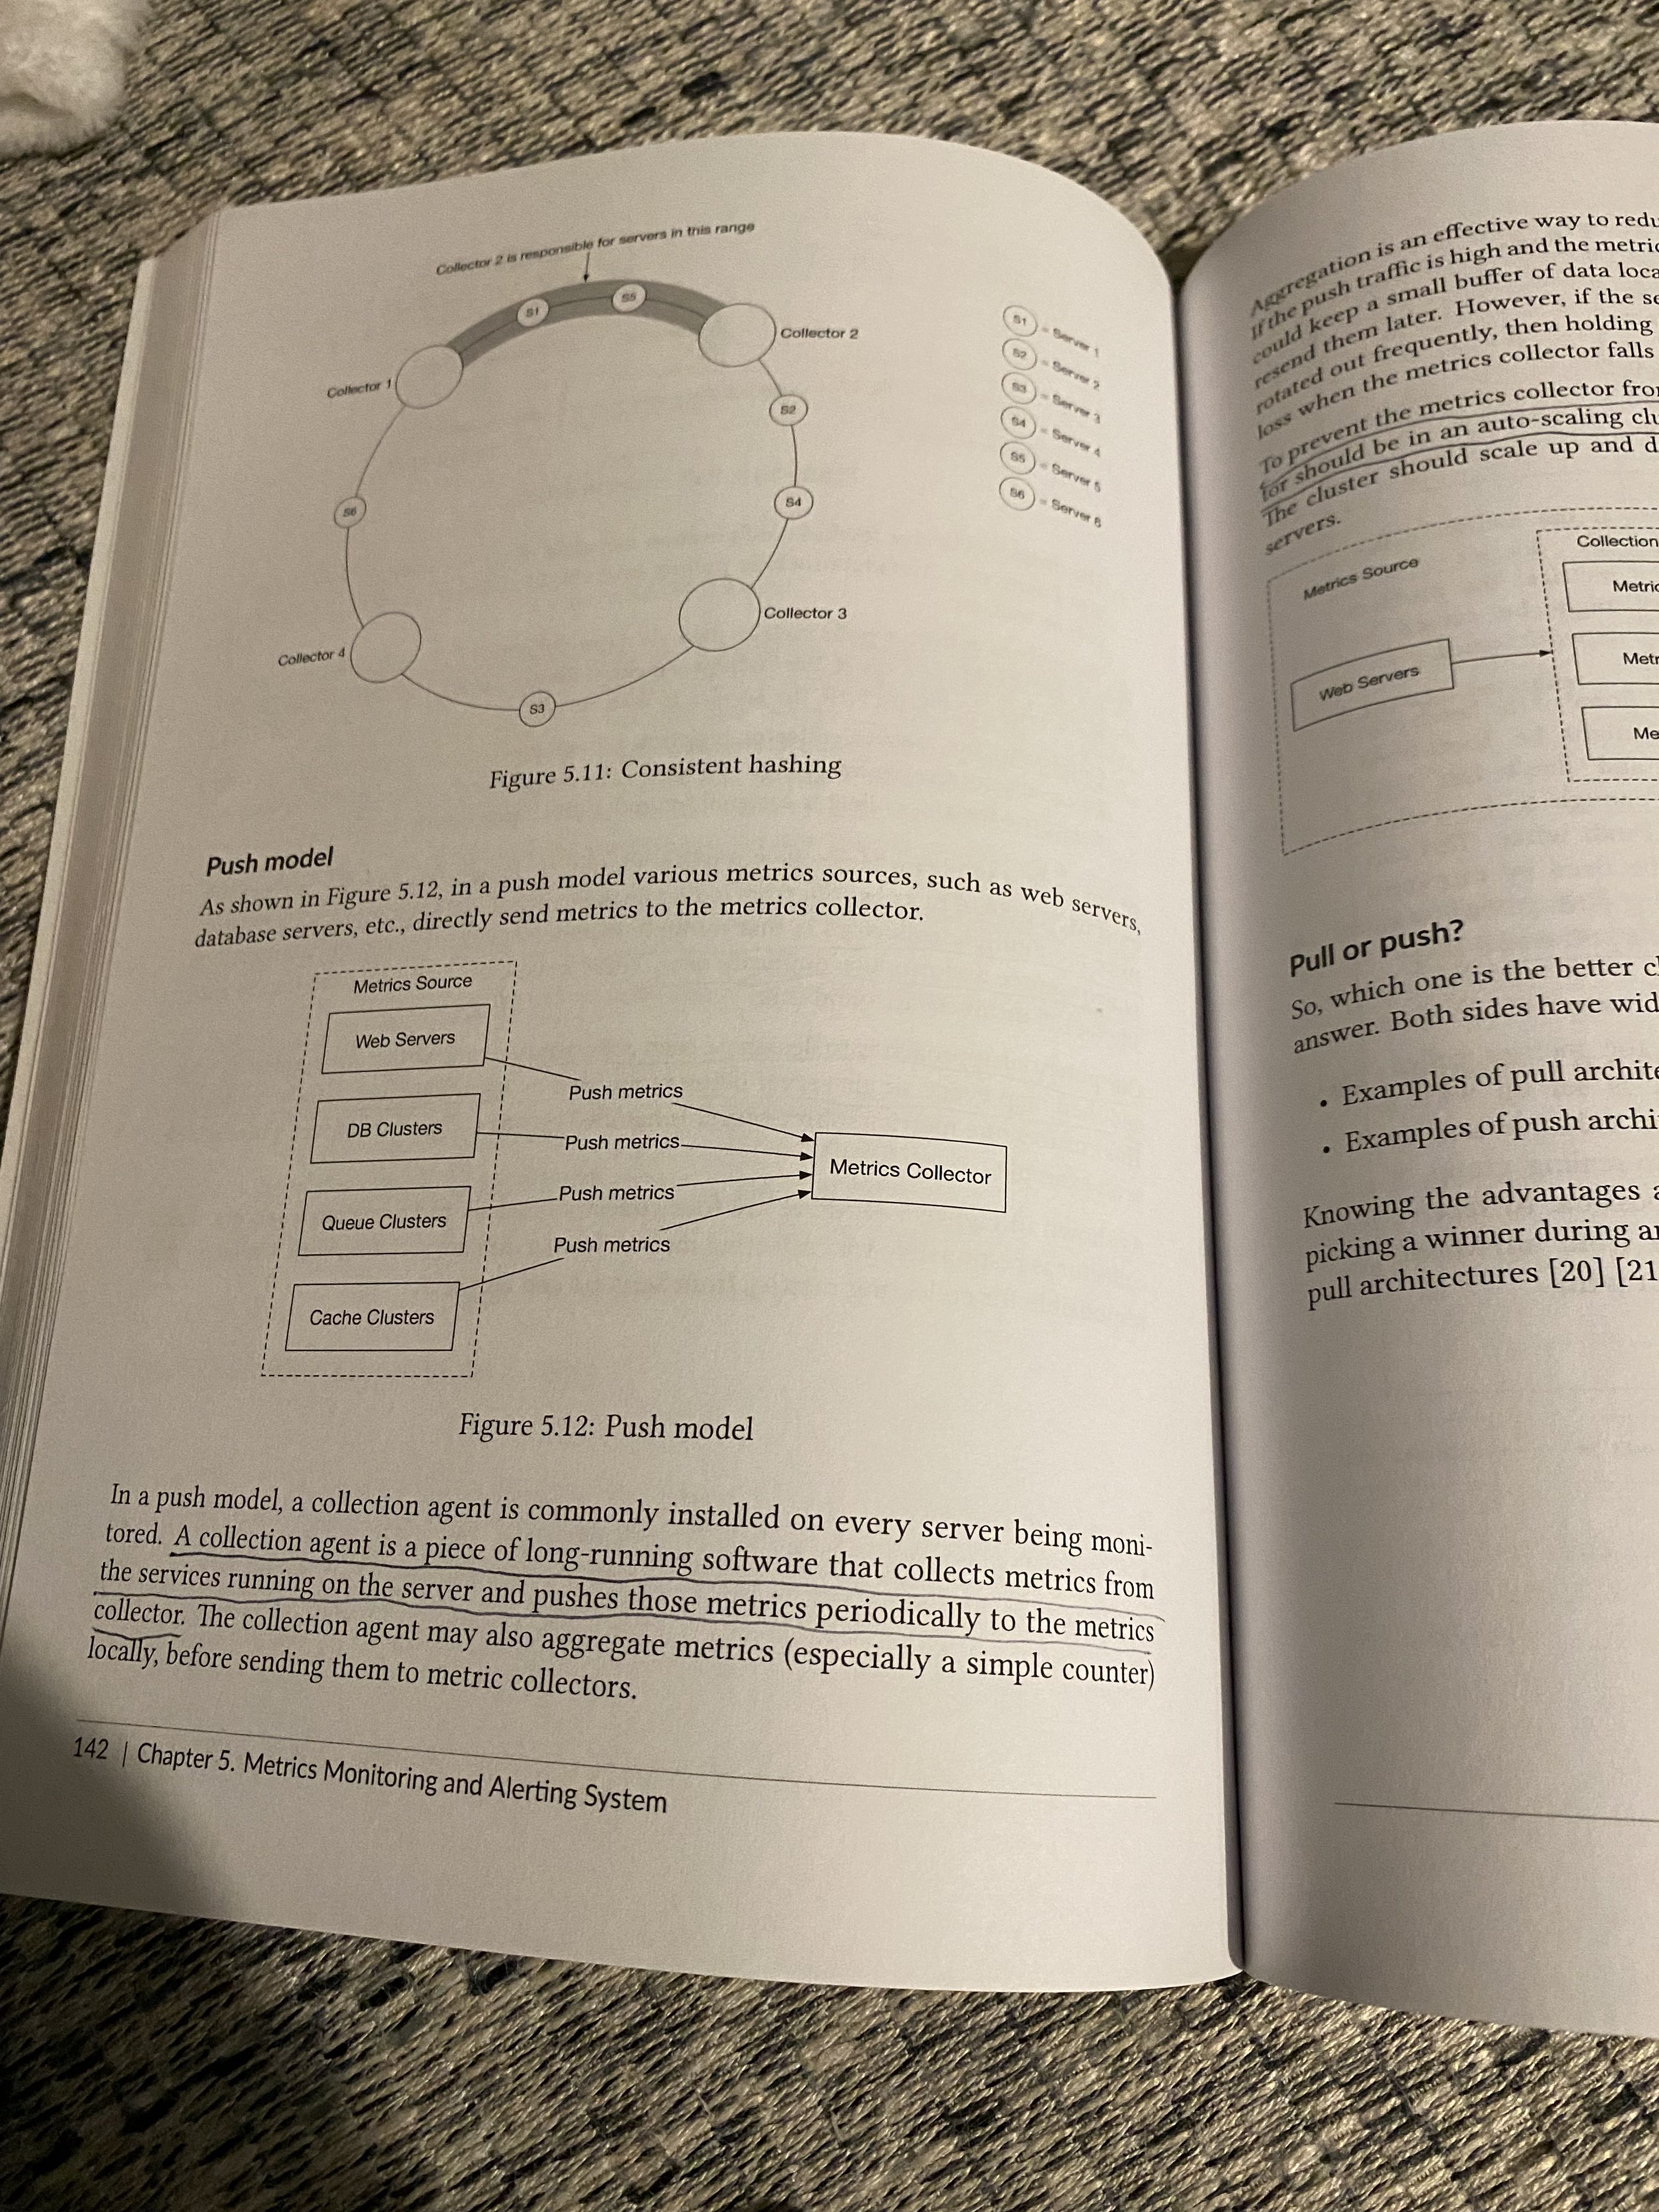 Collector 2 is responsible for servers in this range
S1
S5
Collector 1
Collector 2
S2
S6
S4
Collector 3
Collector 4
S3
S1 = Server 1
S2 = Server 2
S3 = Server 3
S4 = Server 4
S5 = Server 5
S6 = Server 6
Figure 5.11: Consistent hashing
Push model
As shown in Figure 5.12, in a push model various metrics sources, such as web servers,
database servers, etc., directly send metrics to the metrics collector.
Metrics Source
Web Servers
Push metrics
DB Clusters
Push metrics
Metrics Collector
Queue Clusters
Push metrics
Push metrics
Cache Clusters
Figure 5.12: Push model
In a push model, a collection agent is commonly installed on every server being moni-
tored. A collection agent is a piece of long-running software that collects metrics from
the services running on the server and pushes those metrics periodically to the metrics
collector. The collection agent may also aggregate metrics (especially a simple counter)
locally, before sending them to metric collectors.
142 | Chapter 5. Metrics Monitoring and Alerting System
Aggregation is an effective way to
If the push traffic is high and the
could keep a small buffer of data
resend them later. However, if the
rotated out frequently, then holding
loss when the metrics collector falls
To prevent the metrics collector
tor should be in an auto-scaling
The cluster should scale up and
servers.
Metrics Source
Collection
Web Servers
Pull or push?
So, which one is the better
answer. Both sides have
• Examples of pull
• Examples of push
Knowing the advantages
picking a winner during
pull architectures [20] [21